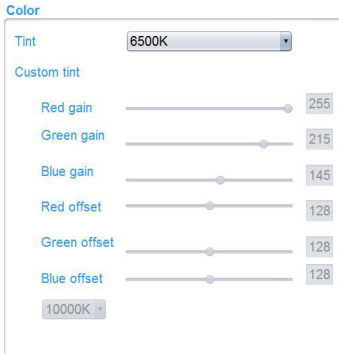 Color
Tint 6500K
Custom tint
Red gain 255
Green gain 215
Blue gain 145
Red offset 128
Green offset 128
Blue offset 128
10000K